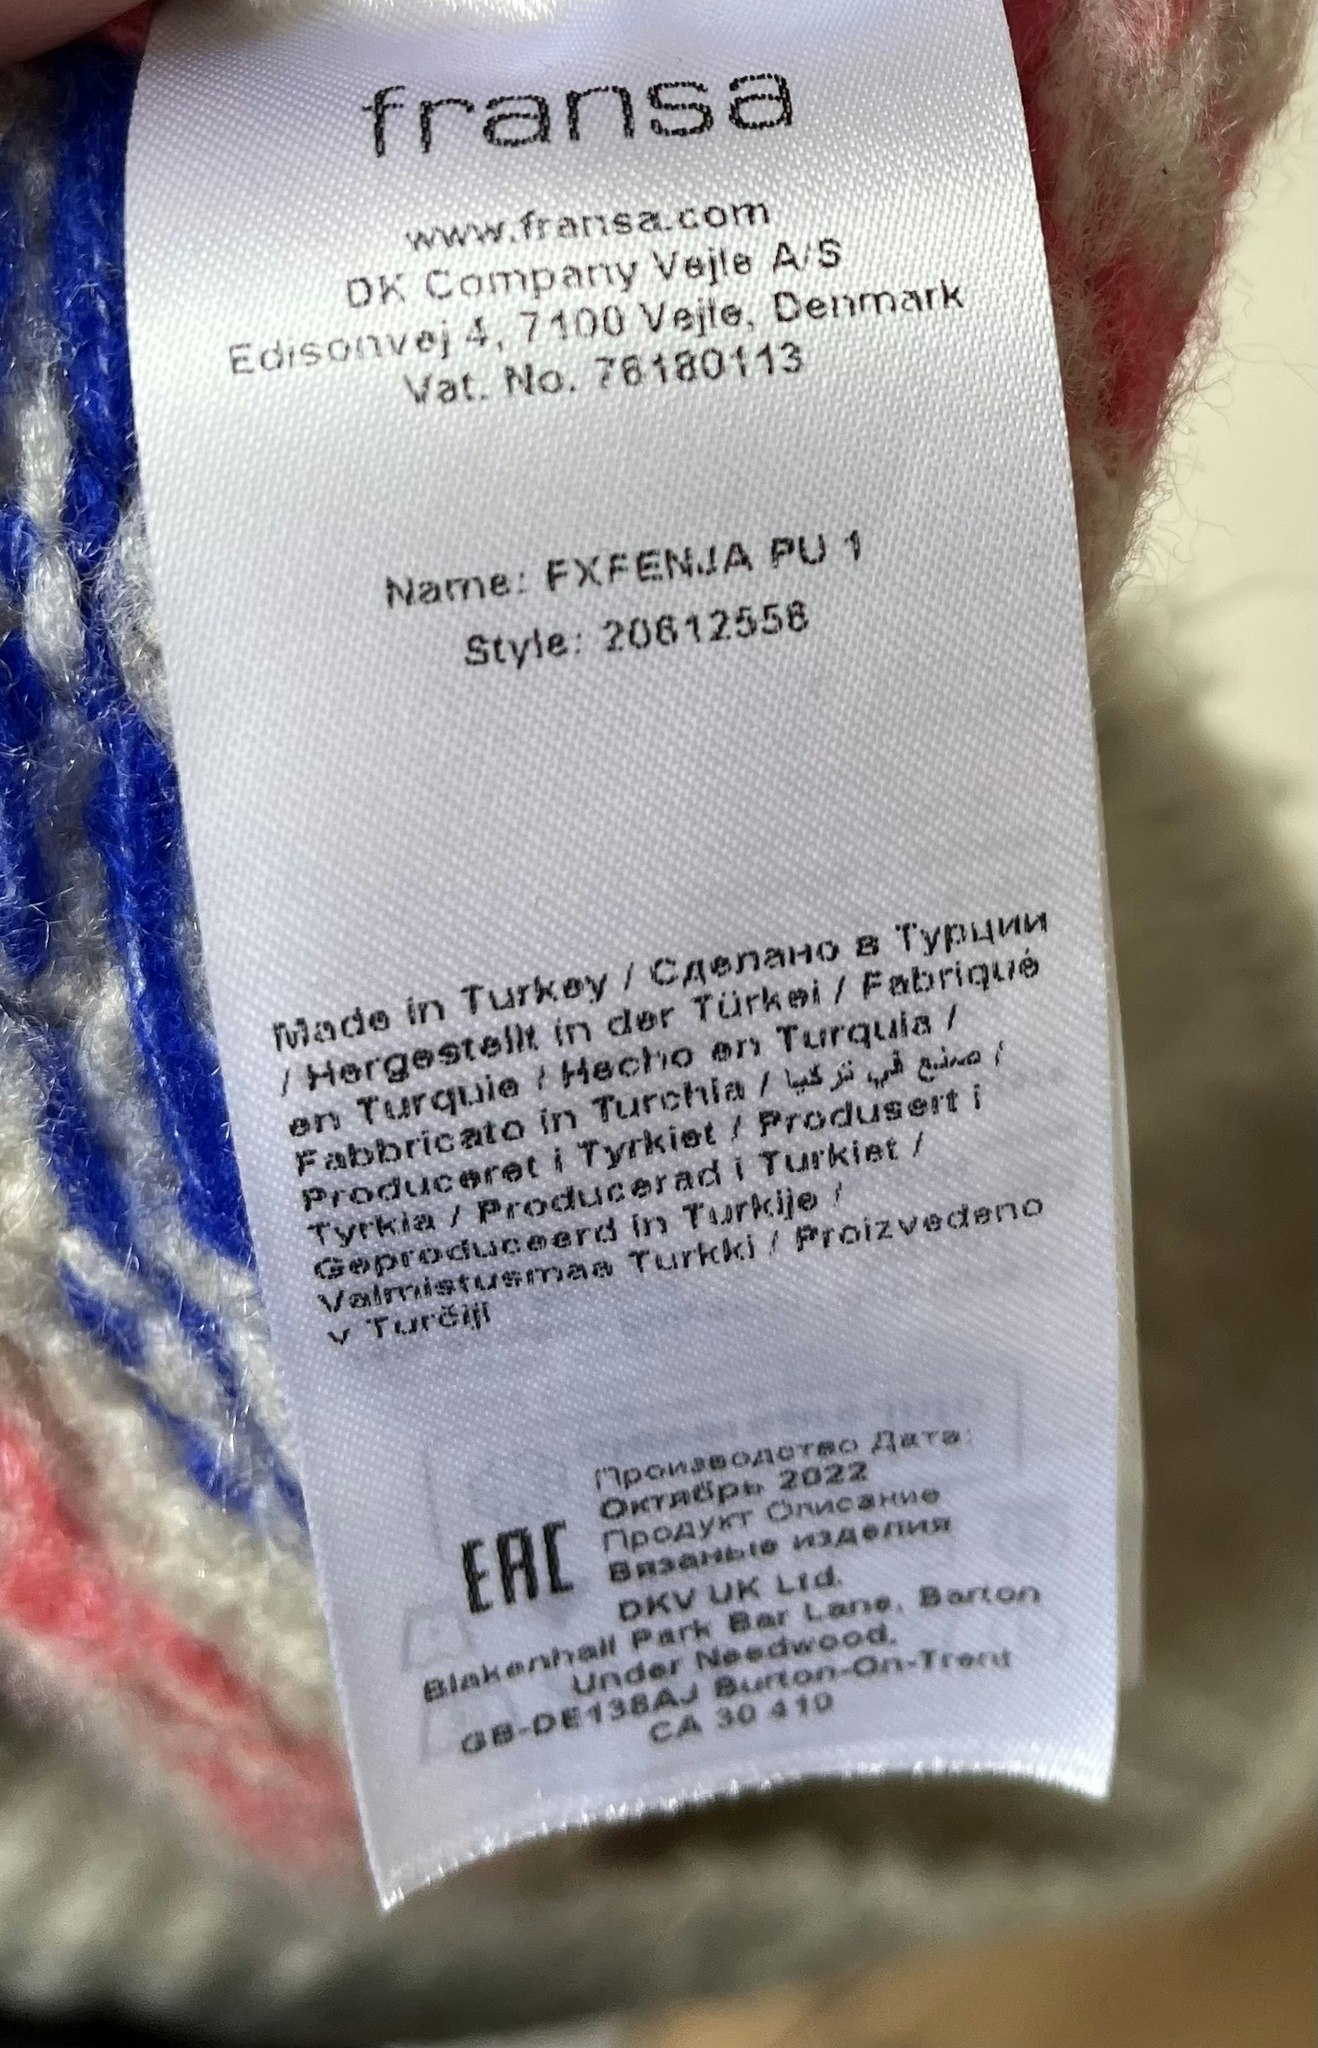 fransa
www.fransa.com
DK Company Vejle A/S
Edisonvej 4, 7100 Vejle, Denmark
Vat. No. 76180113
Name: FXFENJA PU 1
Style: 20612558
Made in Turkey / Сделано в Турции
/ Hergestellt in der Türkei / Fabriqué
en Turquie / Hecho en Turquia /
Fabbricato in Turchia / صنع في تركيا /
Produceret i Tyrkiet / Produsert i
Tyrkia / Producerad i Turkiet /
Geproduceerd in Turkije /
Valmistusmaa Turkki / Proizvedeno
v Turčiji
Производство Дата:
Октябрь 2022
Продукт Описание
Вязаные изделия
EAC
DKV UK Ltd.
Blakenhall Park Bar Lane, Barton
Under Needwood,
GB-DE138AJ Burton-On-Trent
CA 30 410